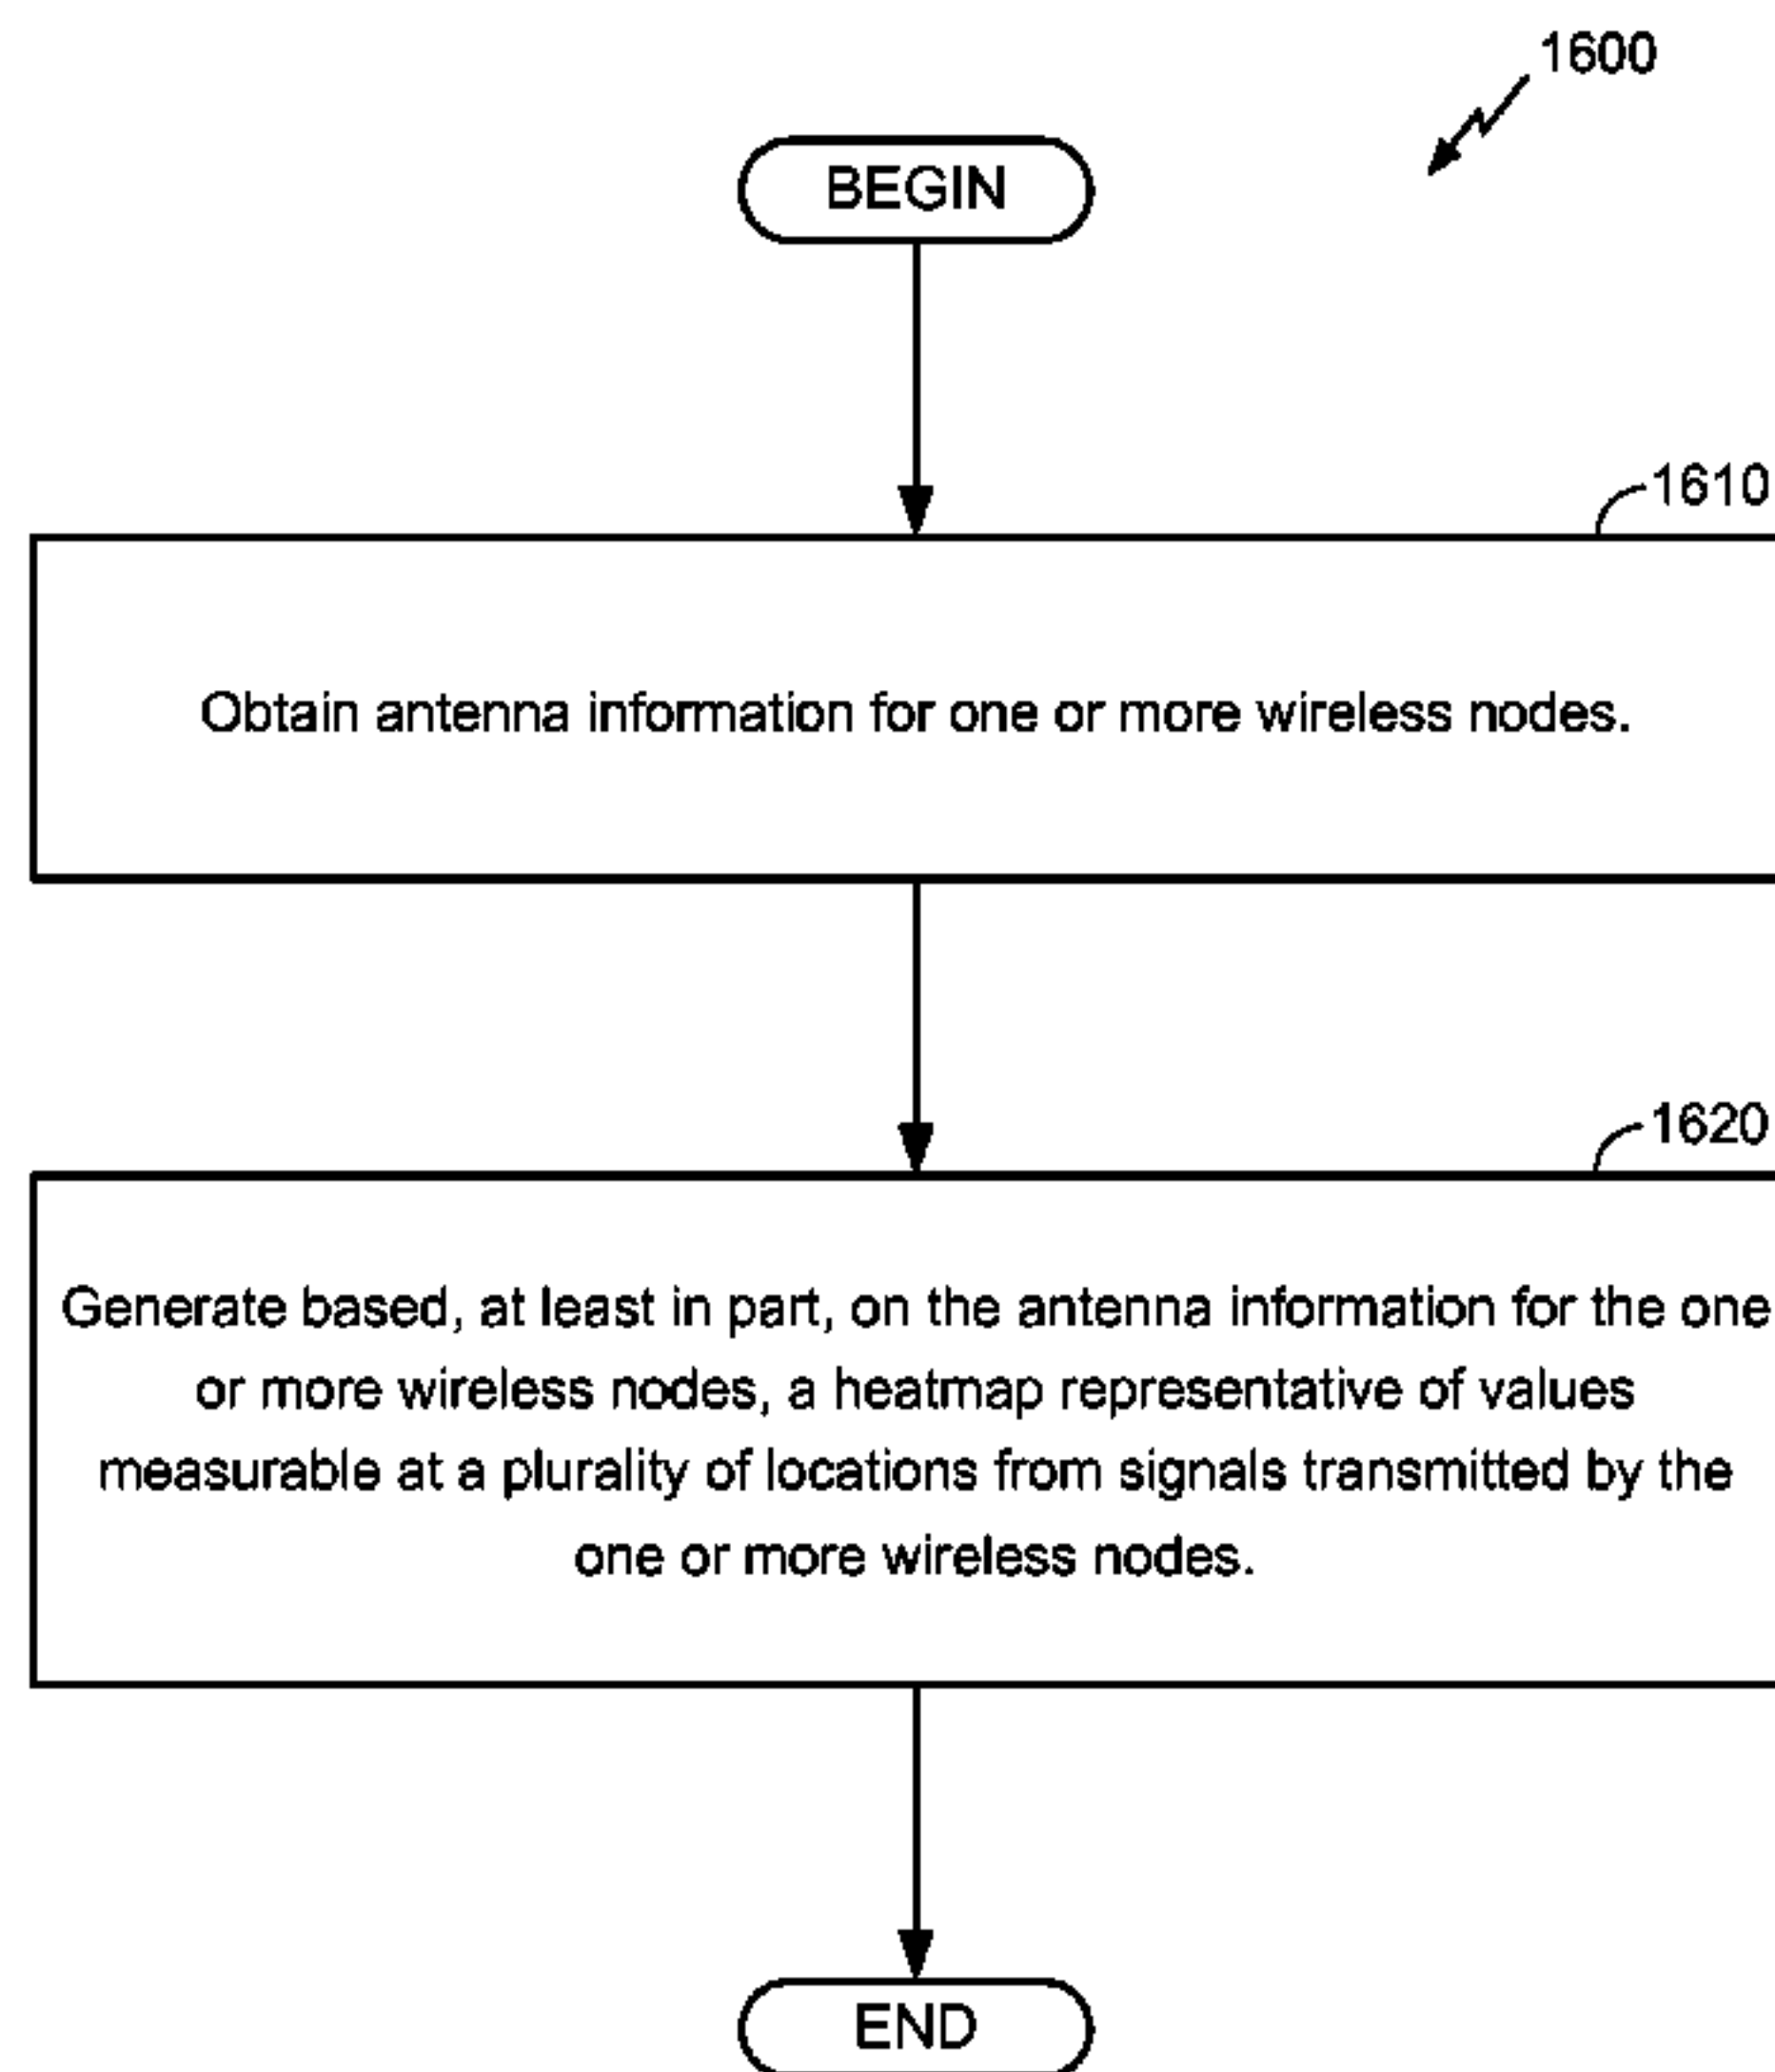 1600
BEGIN
1610
Obtain antenna information for one or more wireless nodes.
1620
Generate based, at least in part, on the antenna information for the one
or more wireless nodes, a heatmap representative of values
measurable at a plurality of locations from signals transmitted by the
one or more wireless nodes.
END